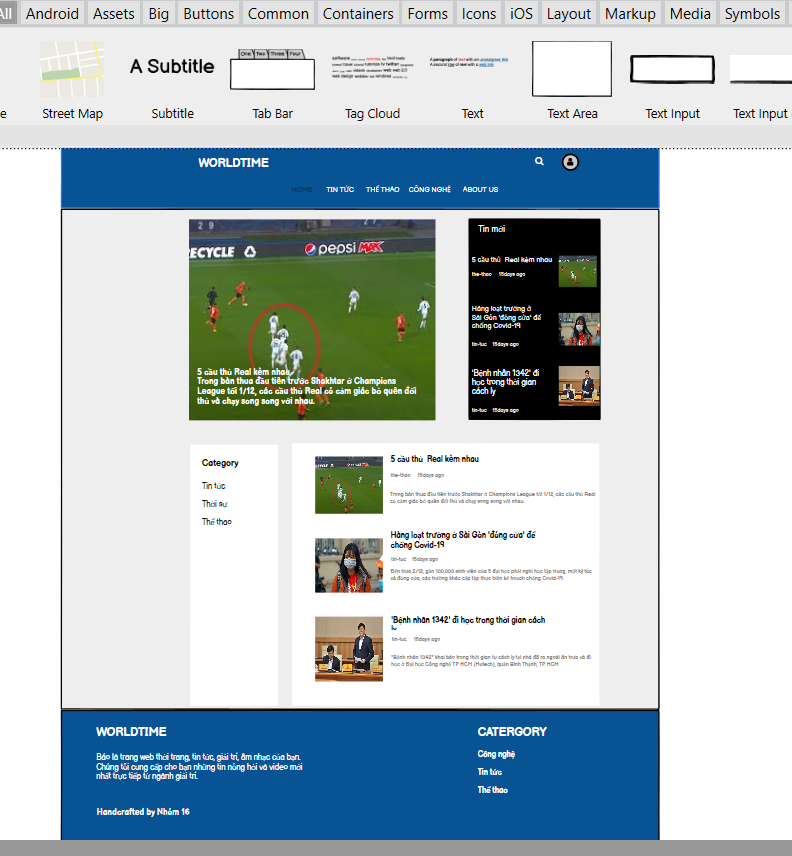 All Android Assets Big Buttons Common Containers Forms Icons iOS Layout Markup Media Symbols
A Subtitle
One Two Three Four
A paragraph of text with an unassigned link.
A second row of text with a web link
Street Map Subtitle Tab Bar Tag Cloud Text Text Area Text Input Text Input
WORLDTIME
HOME TIN TỨC THỂ THAO CÔNG NGHỆ ABOUT US
2 9
ECYCLE pepsi MAX
5 cầu thủ Real kèm nhau
Trong bàn thua đầu tiên trước Shakhtar ở Champions
League tối 1/12, các cầu thủ Real có cảm giác bỏ quên đối
thủ và chạy song song với nhau.
Tin mới
5 cầu thủ Real kèm nhau
the-thao 15days ago
Hàng loạt trường ở
Sài Gòn 'đóng cửa' để
chống Covid-19
tin-tuc 15days ago
'Bệnh nhân 1342' đi
học trong thời gian
cách ly
tin-tuc 15days ago
Category
Tin tức
Thời sự
Thể thao
5 cầu thủ Real kèm nhau
the-thao 15days ago
Trong bàn thua đầu tiên trước Shakhtar ở Champions League tối 1/12, các cầu thủ Real
có cảm giác bỏ quên đối thủ và chạy song song với nhau.
Hàng loạt trường ở Sài Gòn 'đóng cửa' để
chống Covid-19
tin-tuc 15days ago
Đến trưa 2/12, gần 100.000 sinh viên của 5 đại học phải nghỉ học tập trung, một ký túc
xá đóng cửa, các trường khác cấp tập thực hiện kế hoạch chống Covid-19.
'Bệnh nhân 1342' đi học trong thời gian cách
tin-tuc 15days ago
"Bệnh nhân 1342" khai báo trong thời gian tự cách ly tại nhà đã ra ngoài ăn trưa và đi
học ở Đại học Công nghệ TP HCM (Hutech), quận Bình Thạnh, TP HCM
WORLDTIME
Báo là trang web thời trang, tin tức, giải trí, âm nhạc của bạn.
Chúng tôi cung cấp cho bạn những tin nóng hổi và video mới
nhất trực tiếp từ ngành giải trí.
Handcrafted by Nhóm 16
CATERGORY
Công nghệ
Tin tức
Thể thao